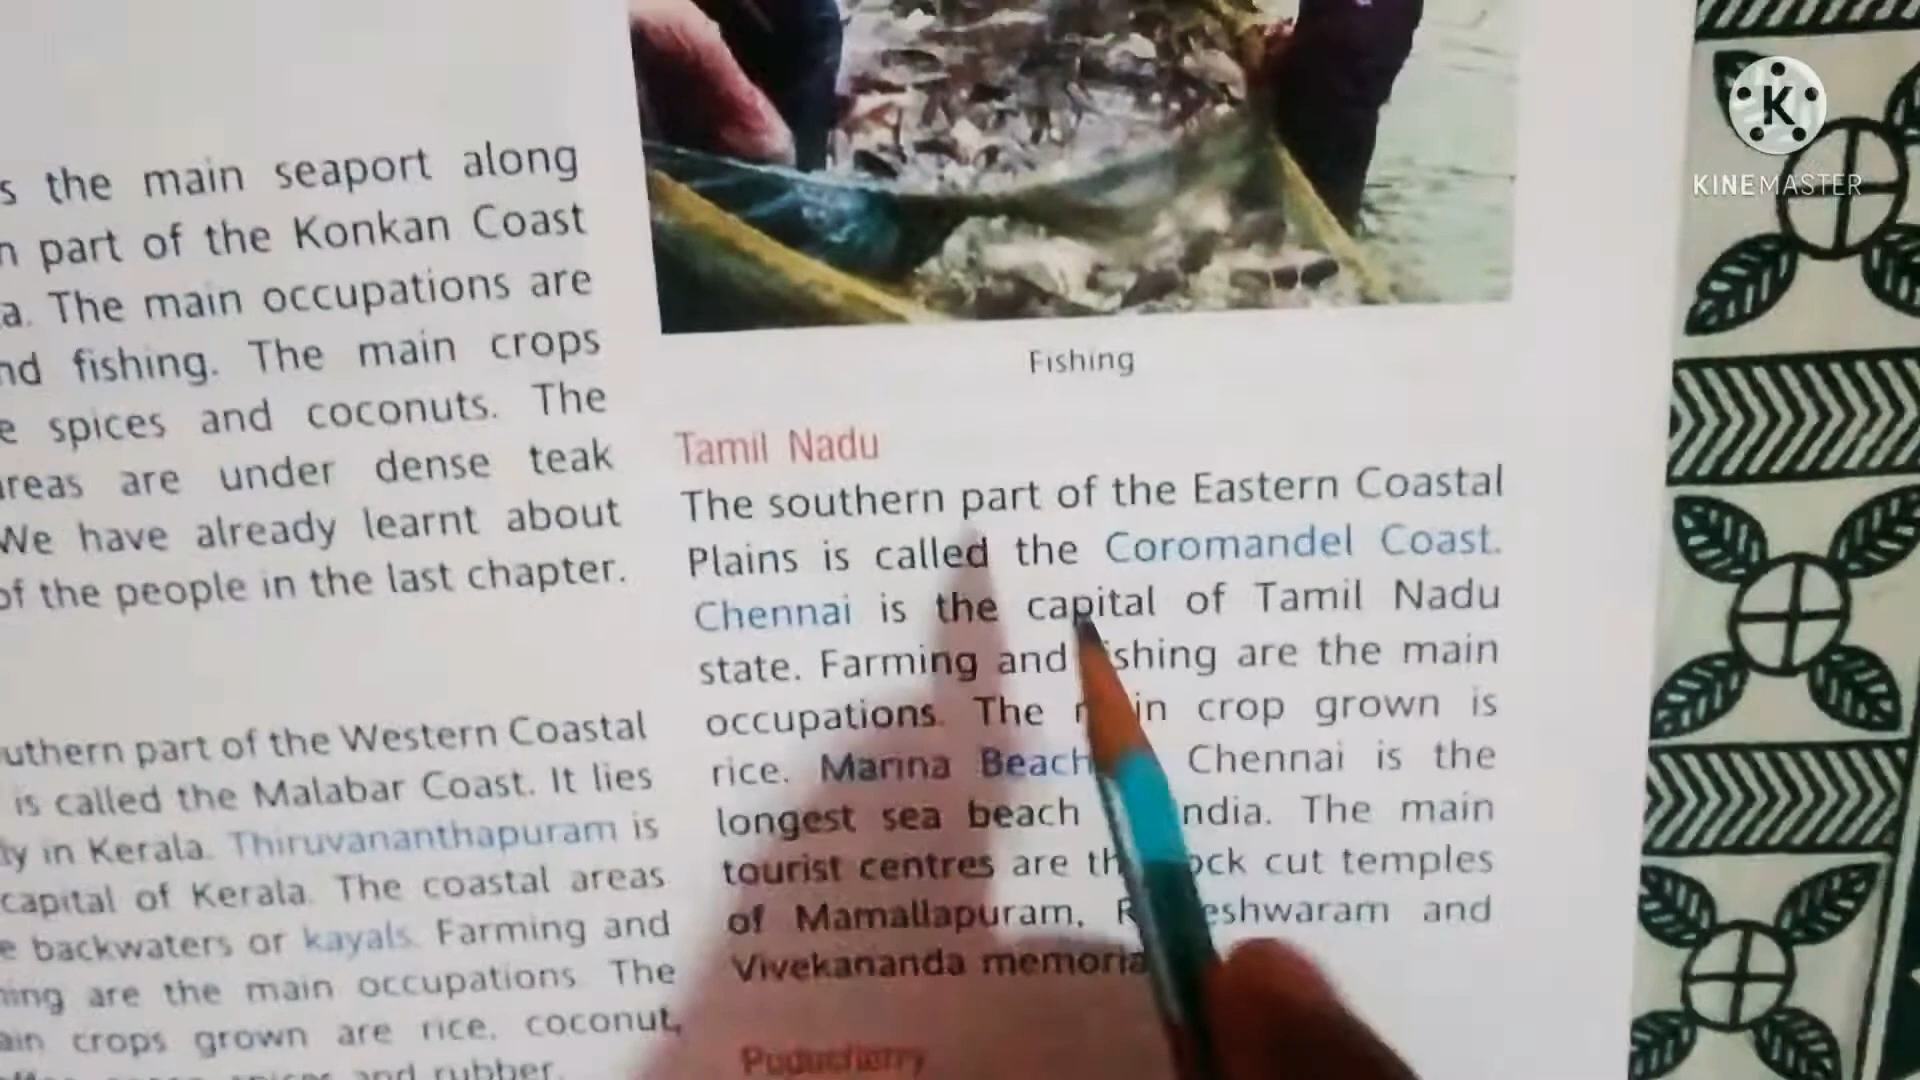 s the main seaport along
n part of the Konkan Coast
a. The main occupations are
nd fishing. The main crops
e spices and coconuts. The
areas are under dense teak
We have already learnt about
of the people in the last chapter.
uthern part of the Western Coastal
is called the Malabar Coast. It lies
ly in Kerala. Thiruvananthapuram is
capital of Kerala. The coastal areas
e backwaters or kayals. Farming and
ing are the main occupations. The
ain crops grown are rice, coconut,
spices and rubber.
Fishing
Tamil Nadu
The southern part of the Eastern Coastal
Plains is called the Coromandel Coast.
Chennai is the capital of Tamil Nadu
state. Farming and ishing are the main
occupations. The in crop grown is
rice. Marina Beach Chennai is the
longest sea beach ndia. The main
tourist centres are th ock cut temples
of Mamallapuram, R eshwaram and
Vivekananda memoria
Puducherry
K
KINEMASTER